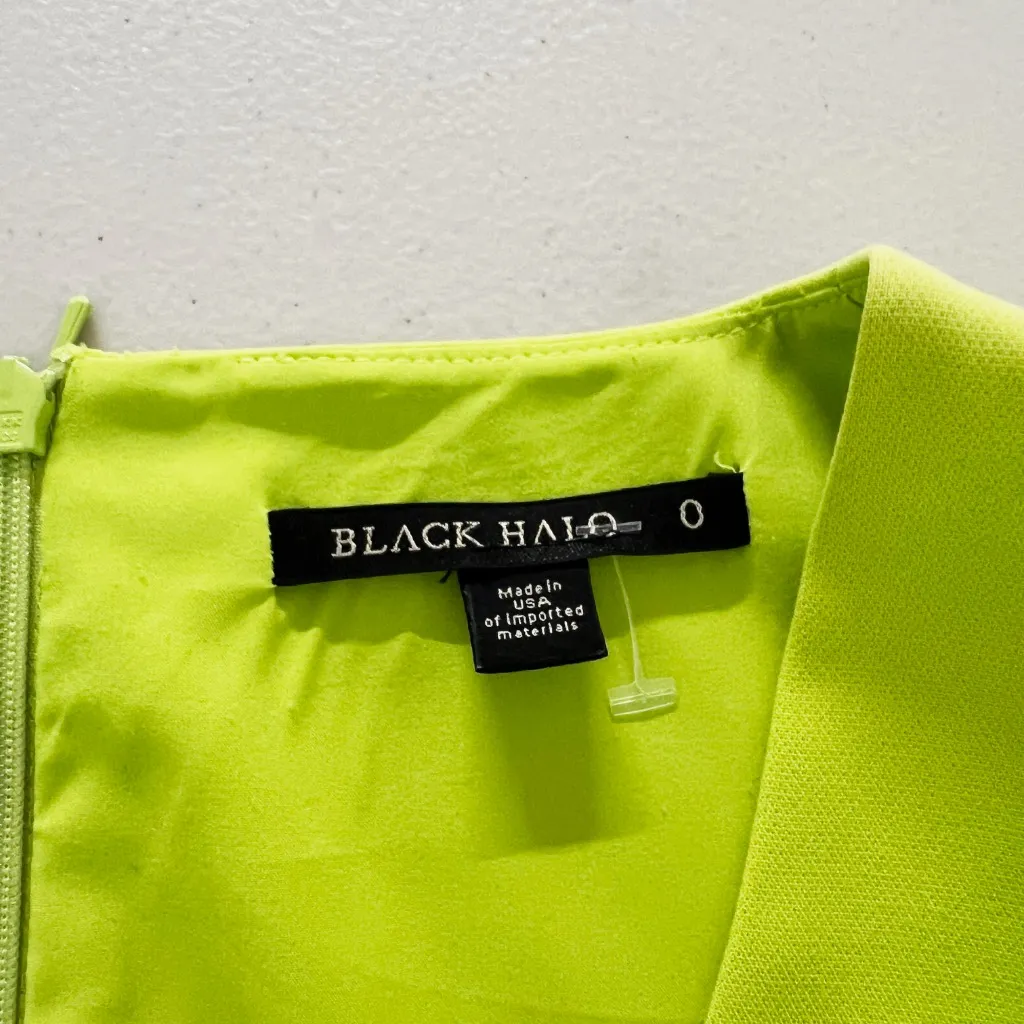 BLACK HALO 0
Made in
USA
of imported
materials